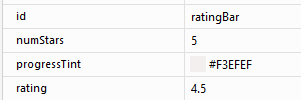 id ratingBar
numStars 5
progressTint #F3EFEF
rating 4.5